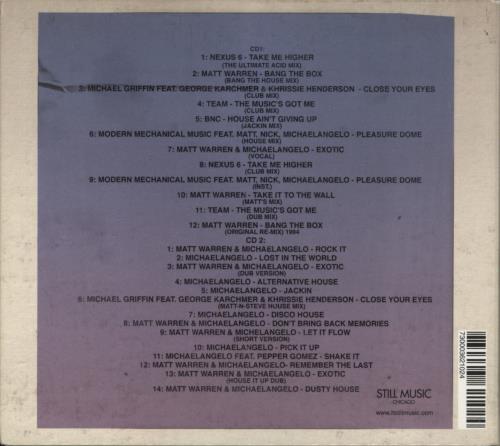 CD1:
1: NEXUS 6 - TAKE ME HIGHER
(THE ULTIMATE ACID MIX)
2: MATT WARREN - BANG THE BOX
(BANG THE HOUSE MIX)
3: MICHAEL GRIFFIN FEAT. GEORGE KARCHMER & KHRISSIE HENDERSON - CLOSE YOUR EYES
(CLUB MIX)
4: TEAM - THE MUSIC'S GOT ME
(CLUB MIX)
5: BNC - HOUSE AIN'T GIVING UP
(JACKIN MIX)
6: MODERN MECHANICAL MUSIC FEAT. MATT, NICK, MICHAELANGELO - PLEASURE DOME
(HOUSE MIX)
7: MATT WARREN & MICHAELANGELO - EXOTIC
(VOCAL)
8: NEXUS 6 - TAKE ME HIGHER
(CLUB MIX)
9: MODERN MECHANICAL MUSIC FEAT. MATT, NICK, MICHAELANGELO - PLEASURE DOME
(INST.)
10: MATT WARREN - TAKE IT TO THE WALL
(MATT'S MIX)
11: TEAM - THE MUSIC'S GOT ME
(DUB MIX)
12: MATT WARREN - BANG THE BOX
(ORIGINAL RE-MIX) 1984
CD 2:
1: MATT WARREN & MICHAELANGELO - ROCK IT
2: MICHAELANGELO - LOST IN THE WORLD
3: MATT WARREN & MICHAELANGELO - EXOTIC
(DUB VERSION)
4: MICHAELANGELO - ALTERNATIVE HOUSE
5: MICHAELANGELO - JACKIN
6: MICHAEL GRIFFIN FEAT. GEORGE KARCHMER & KHRISSIE HENDERSON - CLOSE YOUR EYES
(MATT-N-STEVE HOUSE MIX)
7: MICHAELANGELO - DISCO HOUSE
8: MATT WARREN & MICHAELANGELO - DON'T BRING BACK MEMORIES
9: MATT WARREN & MICHELANGELO - LET IT FLOW
(SHORT VERSION)
10: MICHAELANGELO - PICK IT UP
11: MICHAELANGELO FEAT. PEPPER GOMEZ - SHAKE IT
12: MATT WARREN & MICHAELANGELO- REMEMBER THE LAST
13: MATT WARREN & MICHAELANGELO - EXOTIC
(HOUSE IT UP DUB)
14: MATT WARREN & MICHAELANGELO - DUSTY HOUSE
STILL MUSIC
CHICAGO